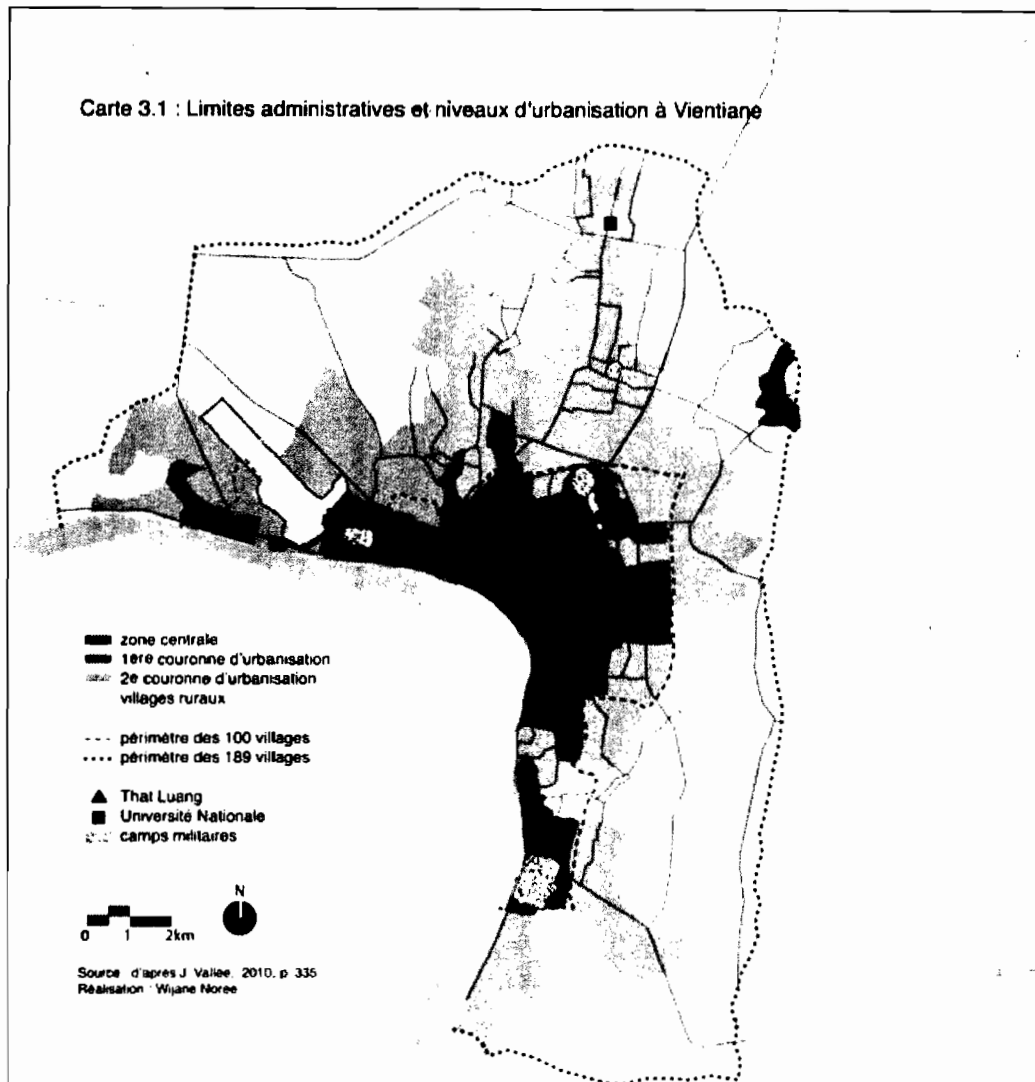 Carte 3.1 : Limites administratives et niveaux d'urbanisation à Vientiane
zone centrale
1ère couronne d'urbanisation
2e couronne d'urbanisation
villages ruraux
périmètre des 100 villages
périmètre des 189 villages
That Luang
Université Nationale
camps militaires
N
0 1 2km
Source d'après J Vallée, 2010, p 335
Réalisation : Wijane Noree